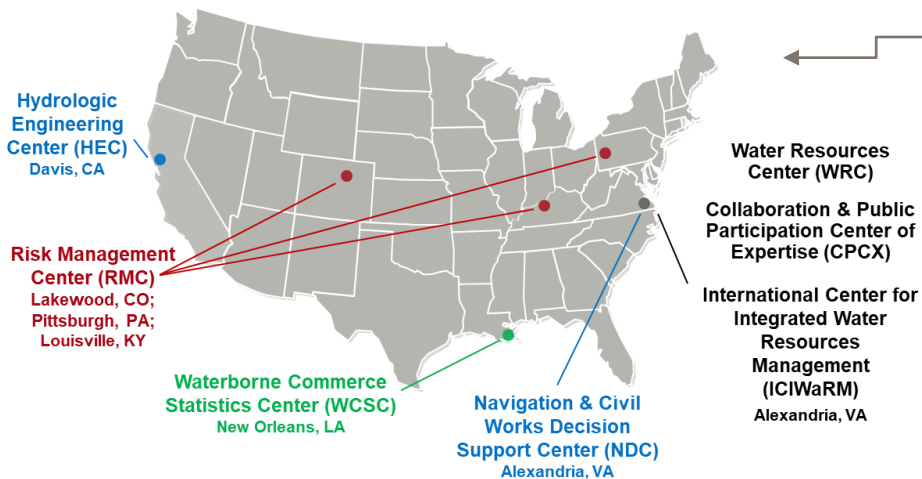 Hydrologic
Engineering
Center (HEC)
Davis, CA
Risk Management
Center (RMC)
Lakewood, CO;
Pittsburgh, PA;
Louisville, KY
Waterborne Commerce
Statistics Center (WCSC)
New Orleans, LA
Navigation & Civil
Works Decision
Support Center (NDC)
Alexandria, VA
Water Resources
Center (WRC)
Collaboration & Public
Participation Center of
Expertise (CPCX)
International Center for
Integrated Water
Resources
Management
(ICIWaRM)
Alexandria, VA